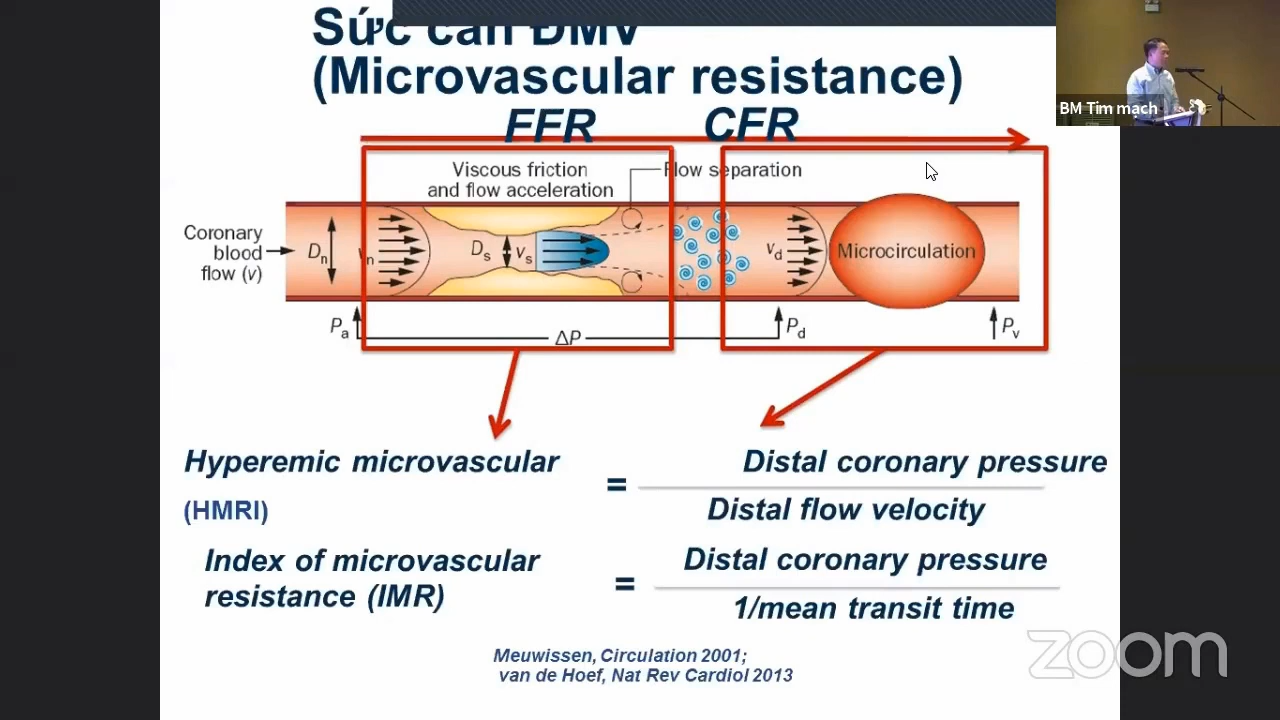 Sức cản ĐMV
(Microvascular resistance)
BM Tim mach
FFR
CFR
Viscous friction
and flow acceleration
Flow separation
Coronary
blood
flow (v)
Dn
vn
Ds
vs
vd
Microcirculation
Pa
ΔP
Pd
Pv
Hyperemic microvascular
(HMRI)
=
Distal coronary pressure
Distal flow velocity
Index of microvascular
resistance (IMR)
=
Distal coronary pressure
1/mean transit time
Meuwissen, Circulation 2001;
van de Hoef, Nat Rev Cardiol 2013
zoom